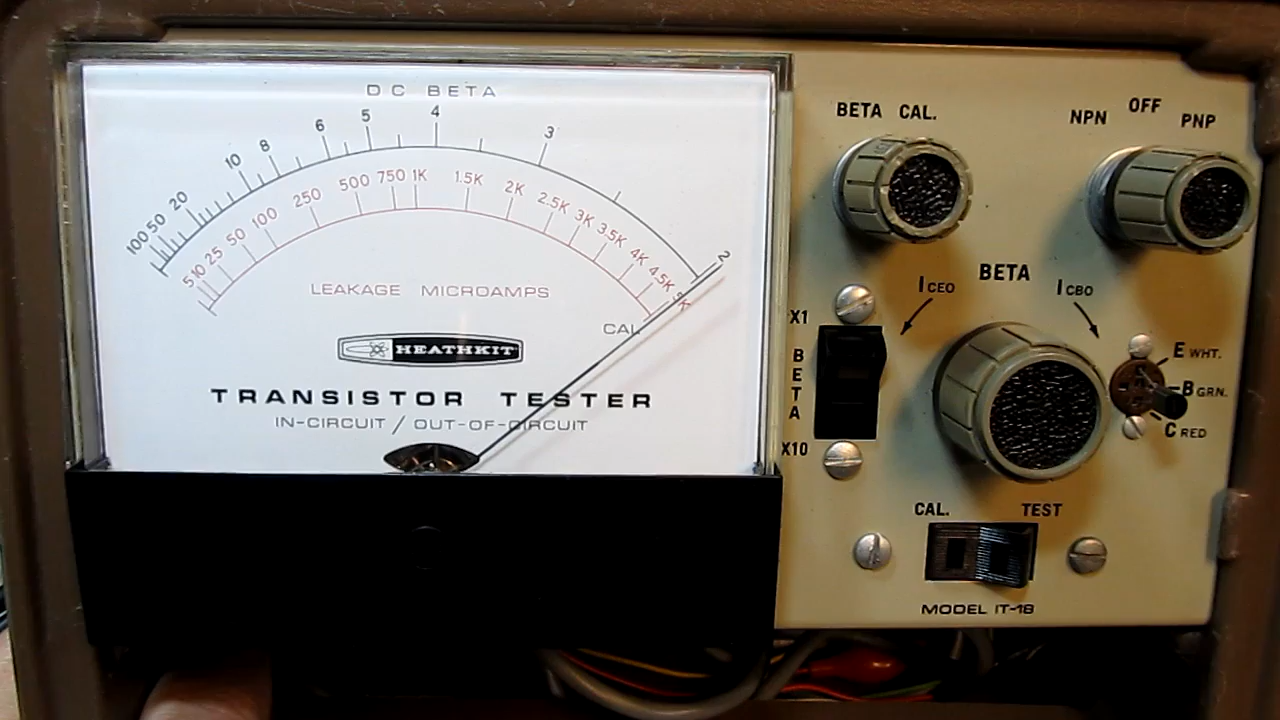 DC BETA
100 50 20 10 8 6 5 4 3 2
5 10 25 50 100 250 500 750 1K 1.5K 2K 2.5K 3K 3.5K 4K 4.5K 5K
LEAKAGE MICROAMPS
CAL
HEATHKIT
TRANSISTOR TESTER
IN-CIRCUIT / OUT-OF-CIRCUIT
BETA CAL.
NPN OFF PNP
BETA
ICEO ICBO
X1
BETA
X10
E WHT.
B GRN.
C RED
CAL. TEST
MODEL IT-18